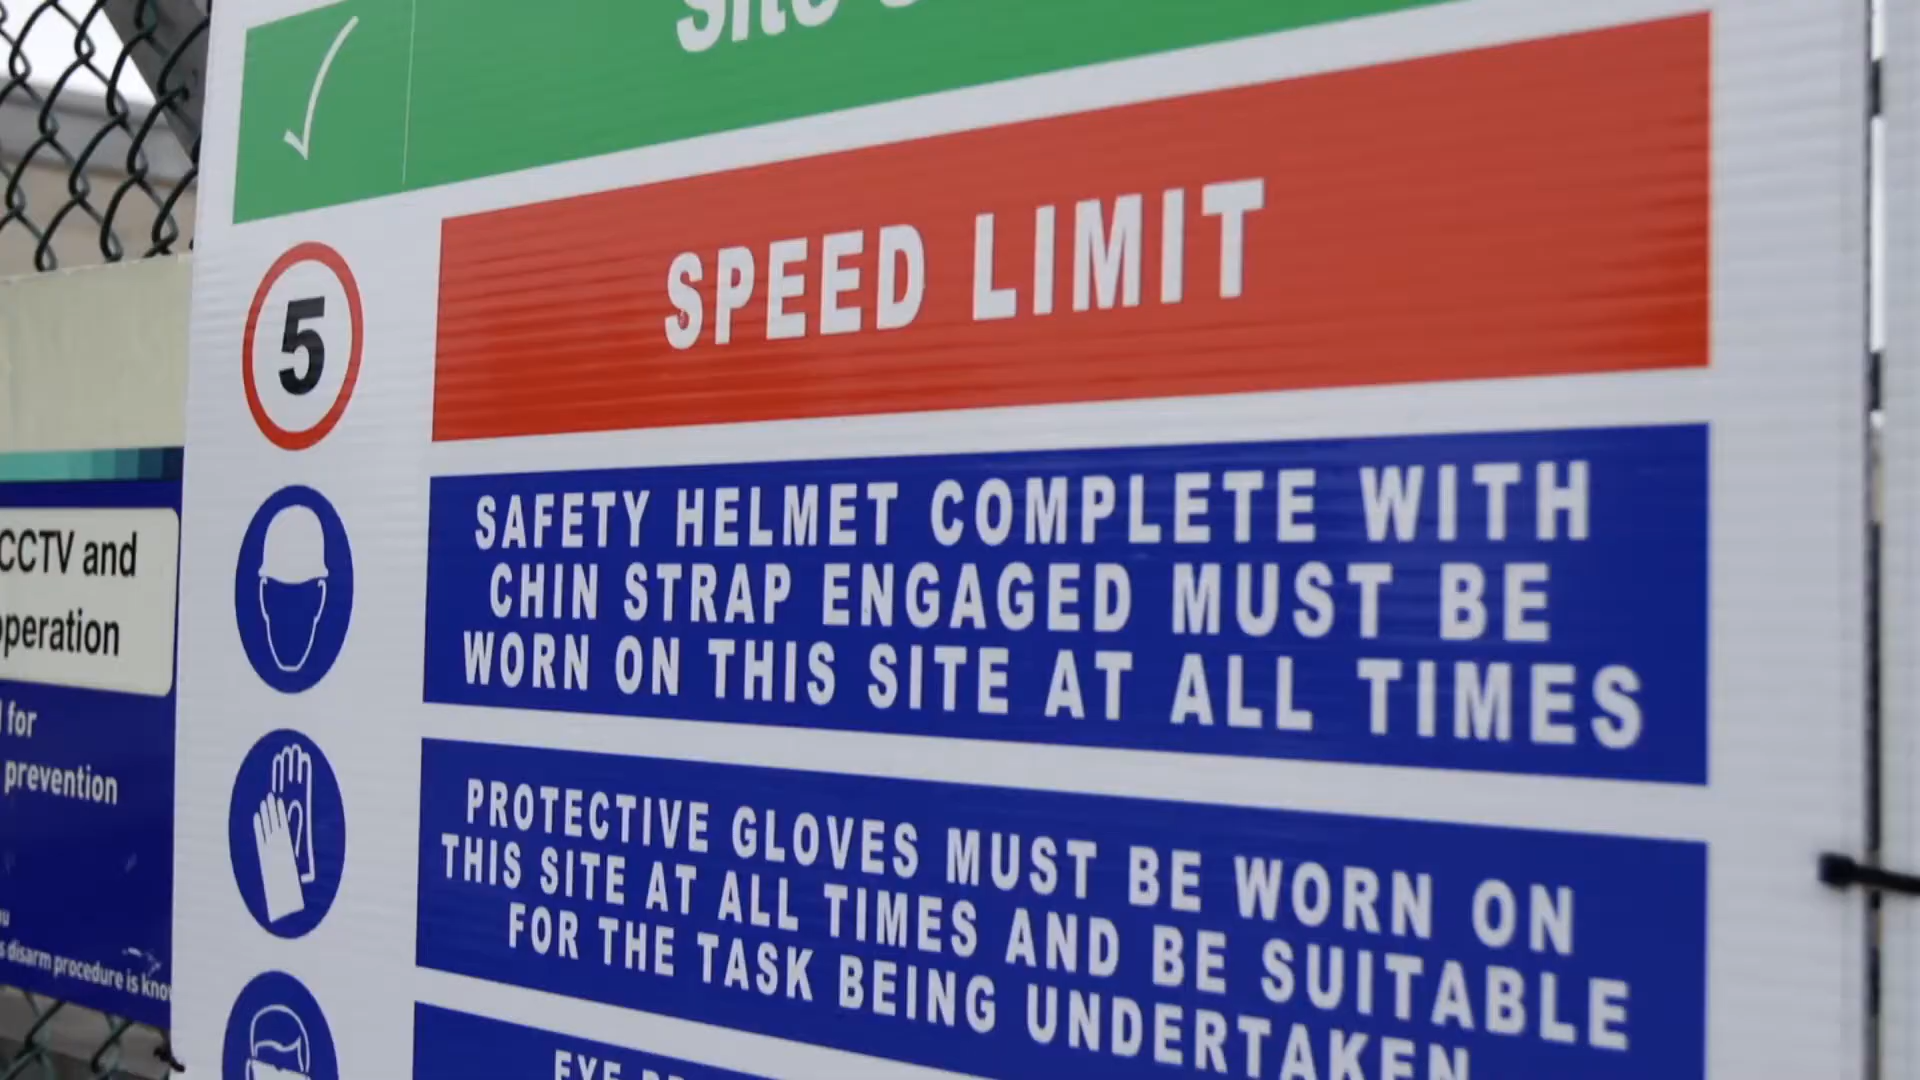 Site
SPEED LIMIT
5
SAFETY HELMET COMPLETE WITH
CHIN STRAP ENGAGED MUST BE
WORN ON THIS SITE AT ALL TIMES
PROTECTIVE GLOVES MUST BE WORN ON
THIS SITE AT ALL TIMES AND BE SUITABLE
FOR THE TASK BEING UNDERTAKEN
EYE
CCTV and
for
prevention
disarm procedure is